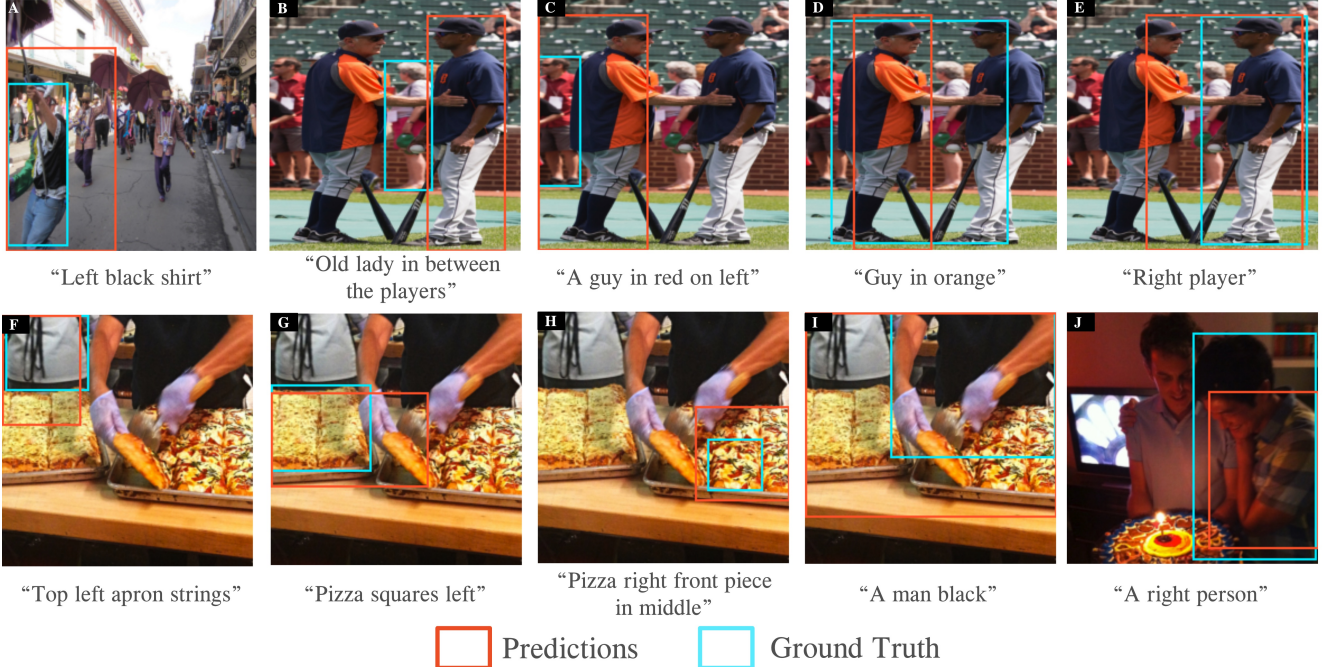 A
B
C
D
E
“Left black shirt”
“Old lady in between
the players”
“A guy in red on left”
“Guy in orange”
“Right player”
F
G
H
I
J
“Top left apron strings”
“Pizza squares left”
“Pizza right front piece
in middle”
“A man black”
“A right person”
Predictions
Ground Truth